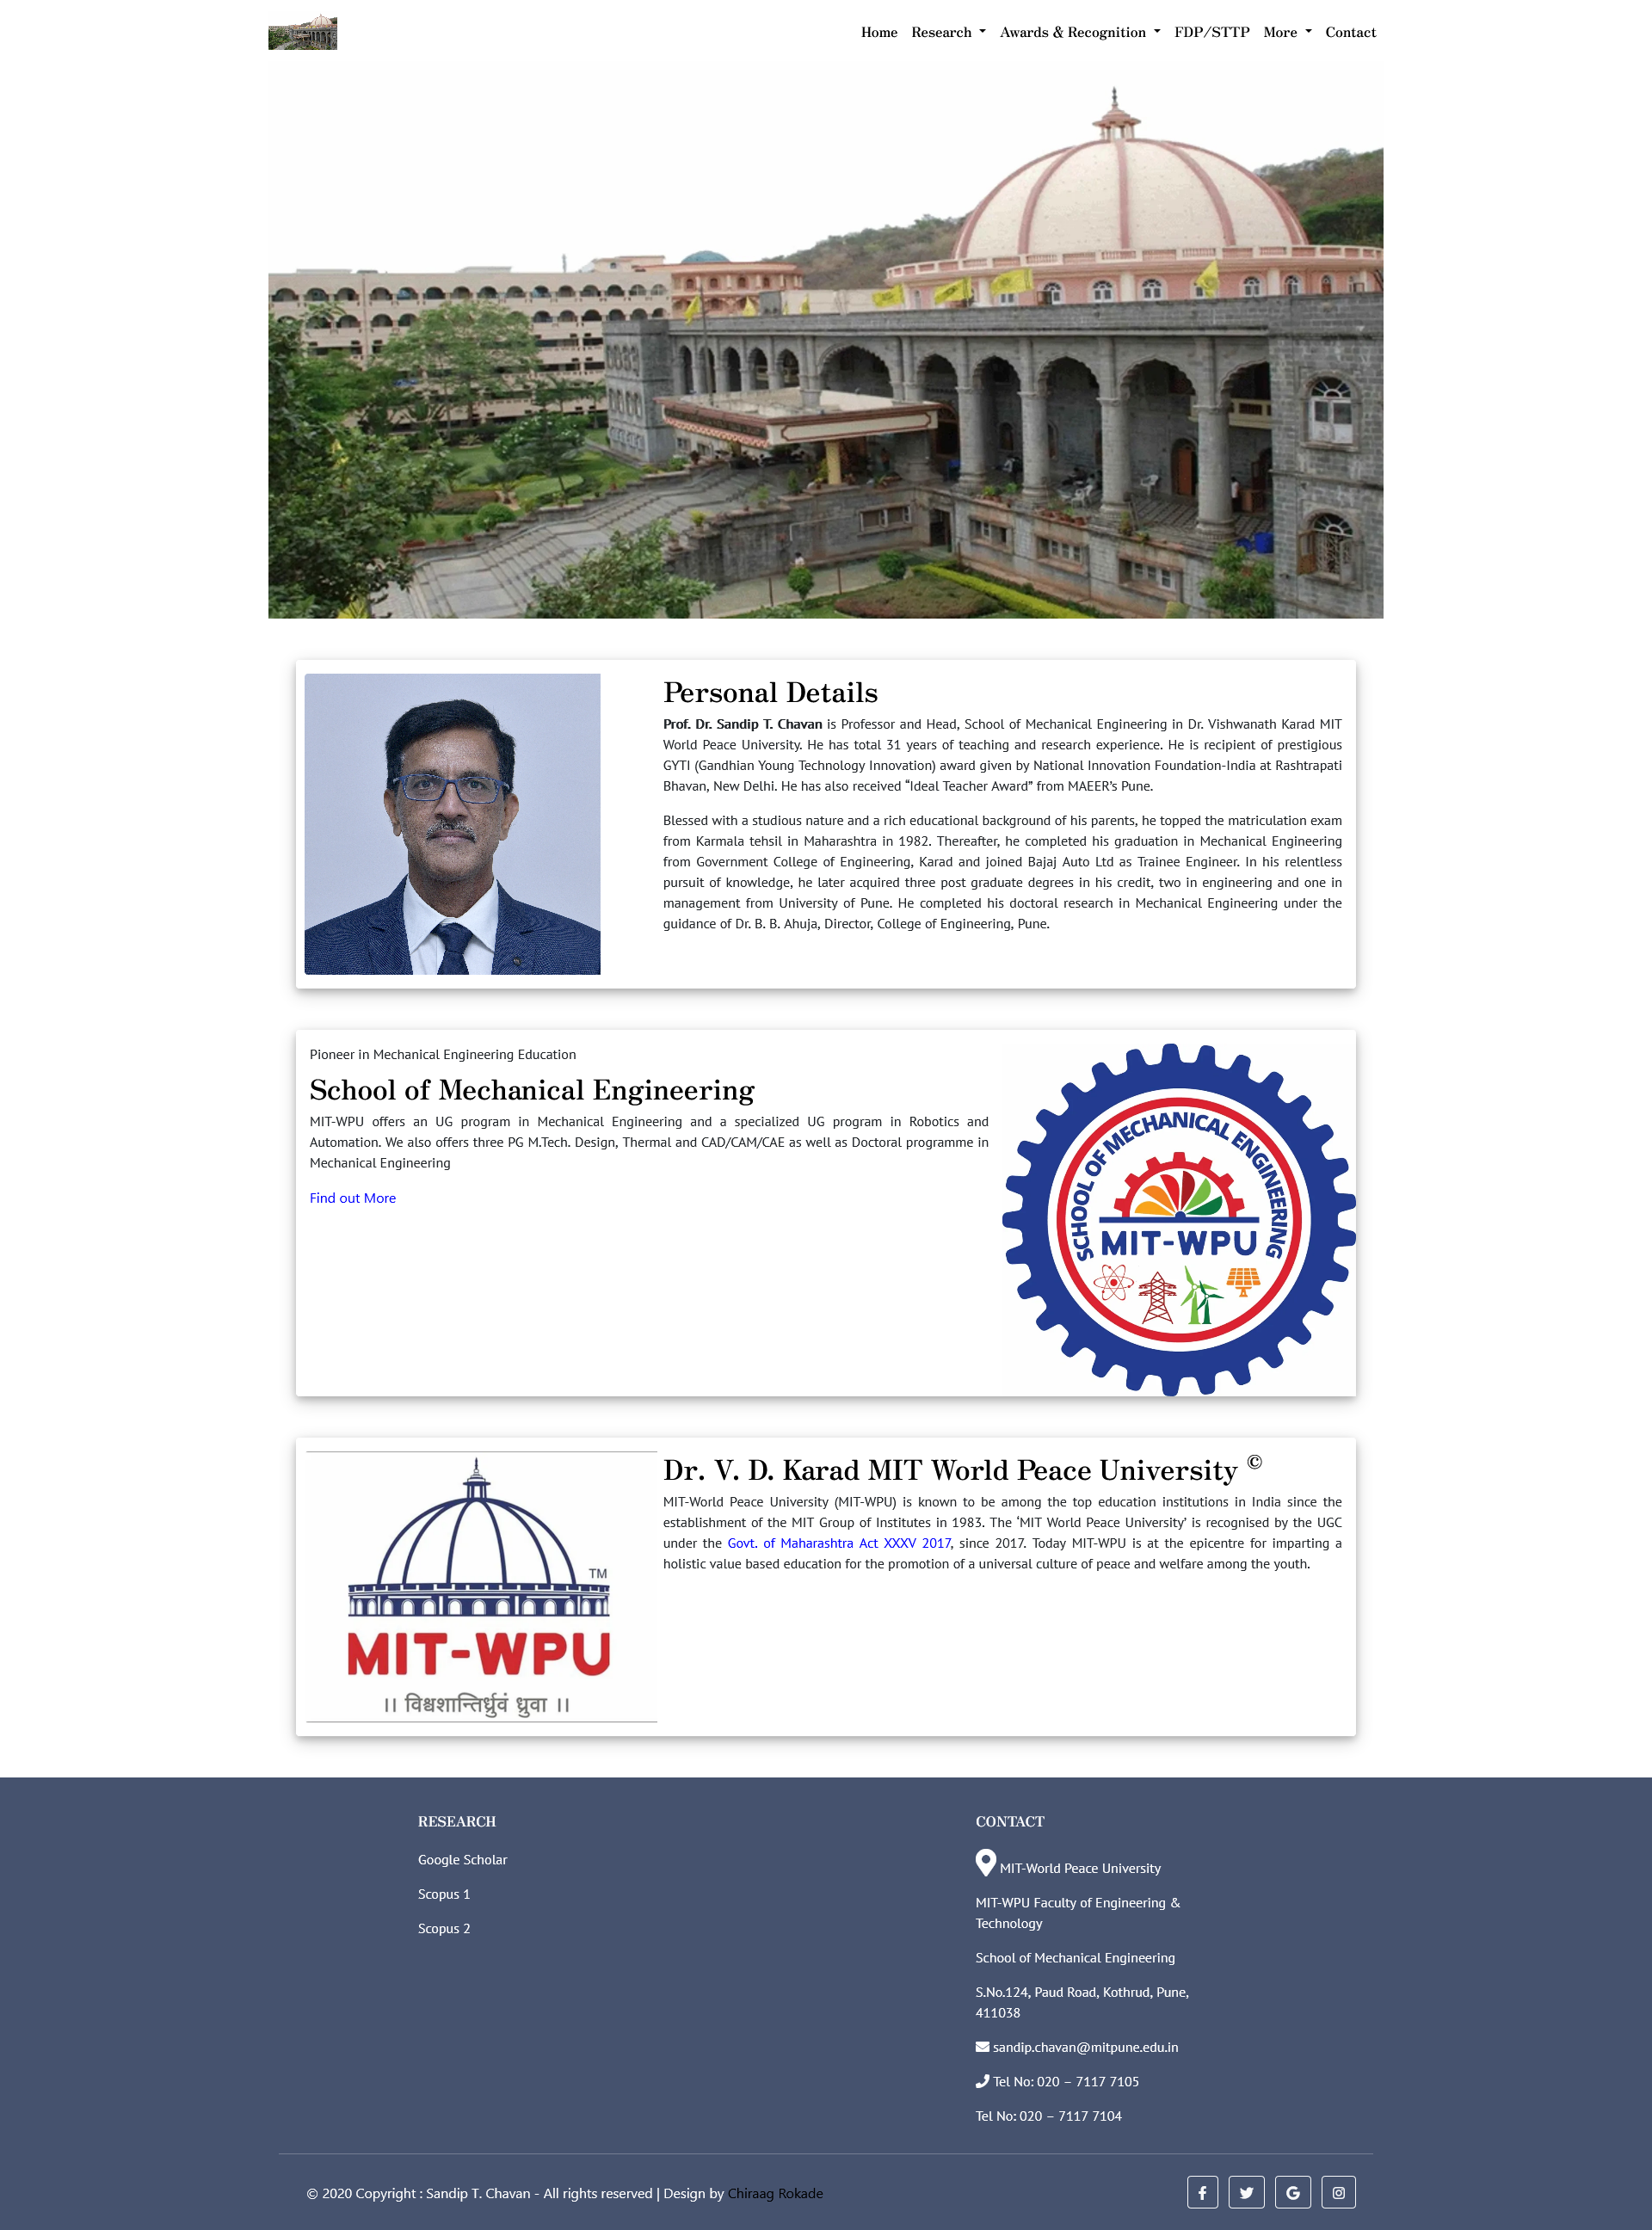 Home Research Awards & Recognition FDP/STTP More Contact
Personal Details
Prof. Dr. Sandip T. Chavan is Professor and Head, School of Mechanical Engineering in Dr. Vishwanath Karad MIT
World Peace University. He has total 31 years of teaching and research experience. He is recipient of prestigious
GYTI (Gandhian Young Technology Innovation) award given by National Innovation Foundation-India at Rashtrapati
Bhavan, New Delhi. He has also received “Ideal Teacher Award” from MAEER’s Pune.
Blessed with a studious nature and a rich educational background of his parents, he topped the matriculation exam
from Karmala tehsil in Maharashtra in 1982. Thereafter, he completed his graduation in Mechanical Engineering
from Government College of Engineering, Karad and joined Bajaj Auto Ltd as Trainee Engineer. In his relentless
pursuit of knowledge, he later acquired three post graduate degrees in his credit, two in engineering and one in
management from University of Pune. He completed his doctoral research in Mechanical Engineering under the
guidance of Dr. B. B. Ahuja, Director, College of Engineering, Pune.
Pioneer in Mechanical Engineering Education
School of Mechanical Engineering
MIT-WPU offers an UG program in Mechanical Engineering and a specialized UG program in Robotics and
Automation. We also offers three PG M.Tech. Design, Thermal and CAD/CAM/CAE as well as Doctoral programme in
Mechanical Engineering
Find out More
SCHOOL OF MECHANICAL ENGINEERING
MIT-WPU
TM
MIT-WPU
।। विश्वशान्तिर्ध्रुवं ध्रुवा ।।
Dr. V. D. Karad MIT World Peace University ©
MIT-World Peace University (MIT-WPU) is known to be among the top education institutions in India since the
establishment of the MIT Group of Institutes in 1983. The ‘MIT World Peace University’ is recognised by the UGC
under the Govt. of Maharashtra Act XXXV 2017, since 2017. Today MIT-WPU is at the epicentre for imparting a
holistic value based education for the promotion of a universal culture of peace and welfare among the youth.
RESEARCH
Google Scholar
Scopus 1
Scopus 2
CONTACT
MIT-World Peace University
MIT-WPU Faculty of Engineering &
Technology
School of Mechanical Engineering
S.No.124, Paud Road, Kothrud, Pune,
411038
sandip.chavan@mitpune.edu.in
Tel No: 020 – 7117 7105
Tel No: 020 – 7117 7104
© 2020 Copyright : Sandip T. Chavan - All rights reserved | Design by Chiraag Rokade